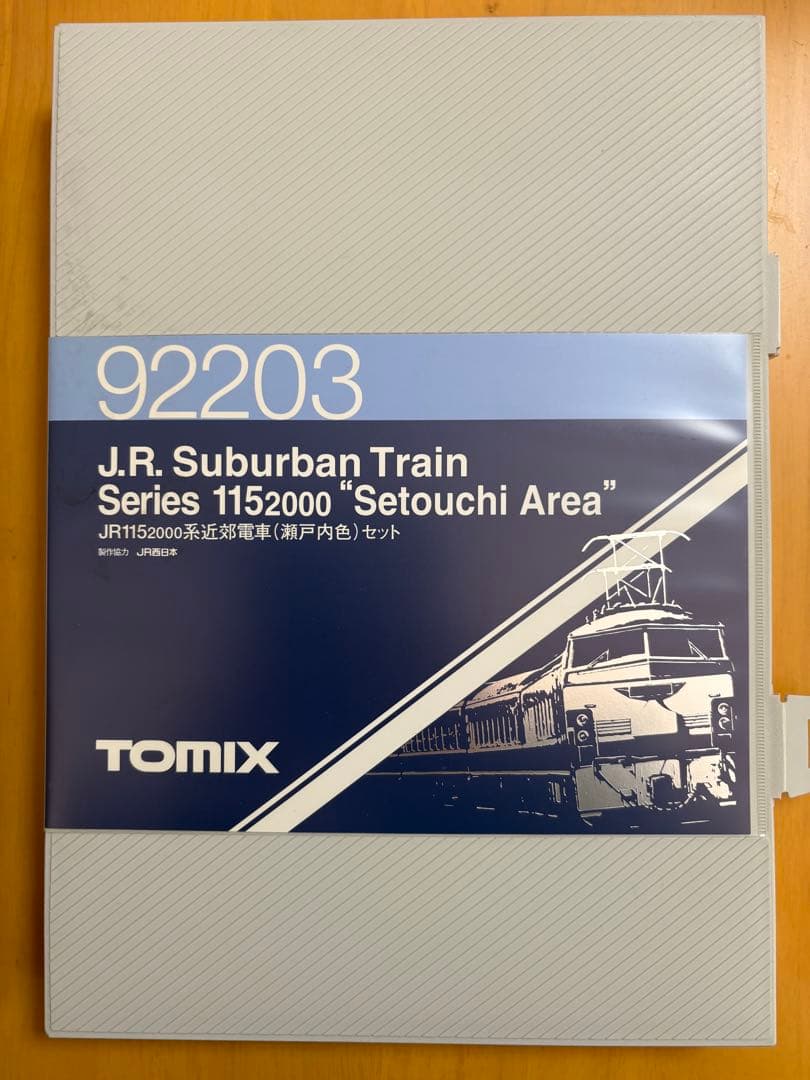 92203
J.R. Suburban Train
Series 1152000 “Setouchi Area”
JR1152000系近郊電車(瀬戸内色)セット
製作協力 JR西日本
TOMIX